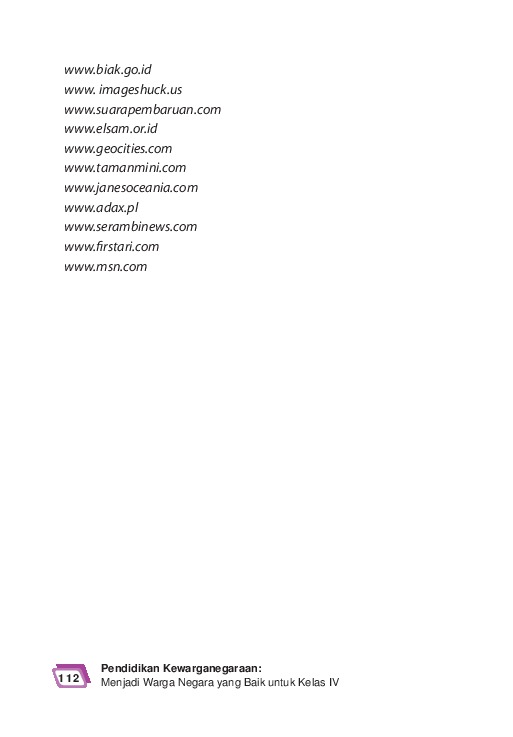 www.biak.go.id
www. imageshuck.us
www.suarapembaruan.com
www.elsam.or.id
www.geocities.com
www.tamanmini.com
www.janesoceania.com
www.adax.pl
www.serambinews.com
www.firstari.com
www.msn.com
112
Pendidikan Kewarganegaraan:
Menjadi Warga Negara yang Baik untuk Kelas IV